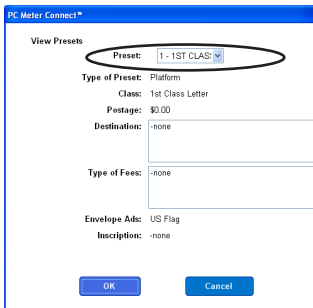 PC Meter Connect™
View Presets
Preset: 1 - 1ST CLAS
Type of Preset: Platform
Class: 1st Class Letter
Postage: $0.00
Destination: -none
Type of Fees: -none
Envelope Ads: US Flag
Inscription: -none
OK Cancel